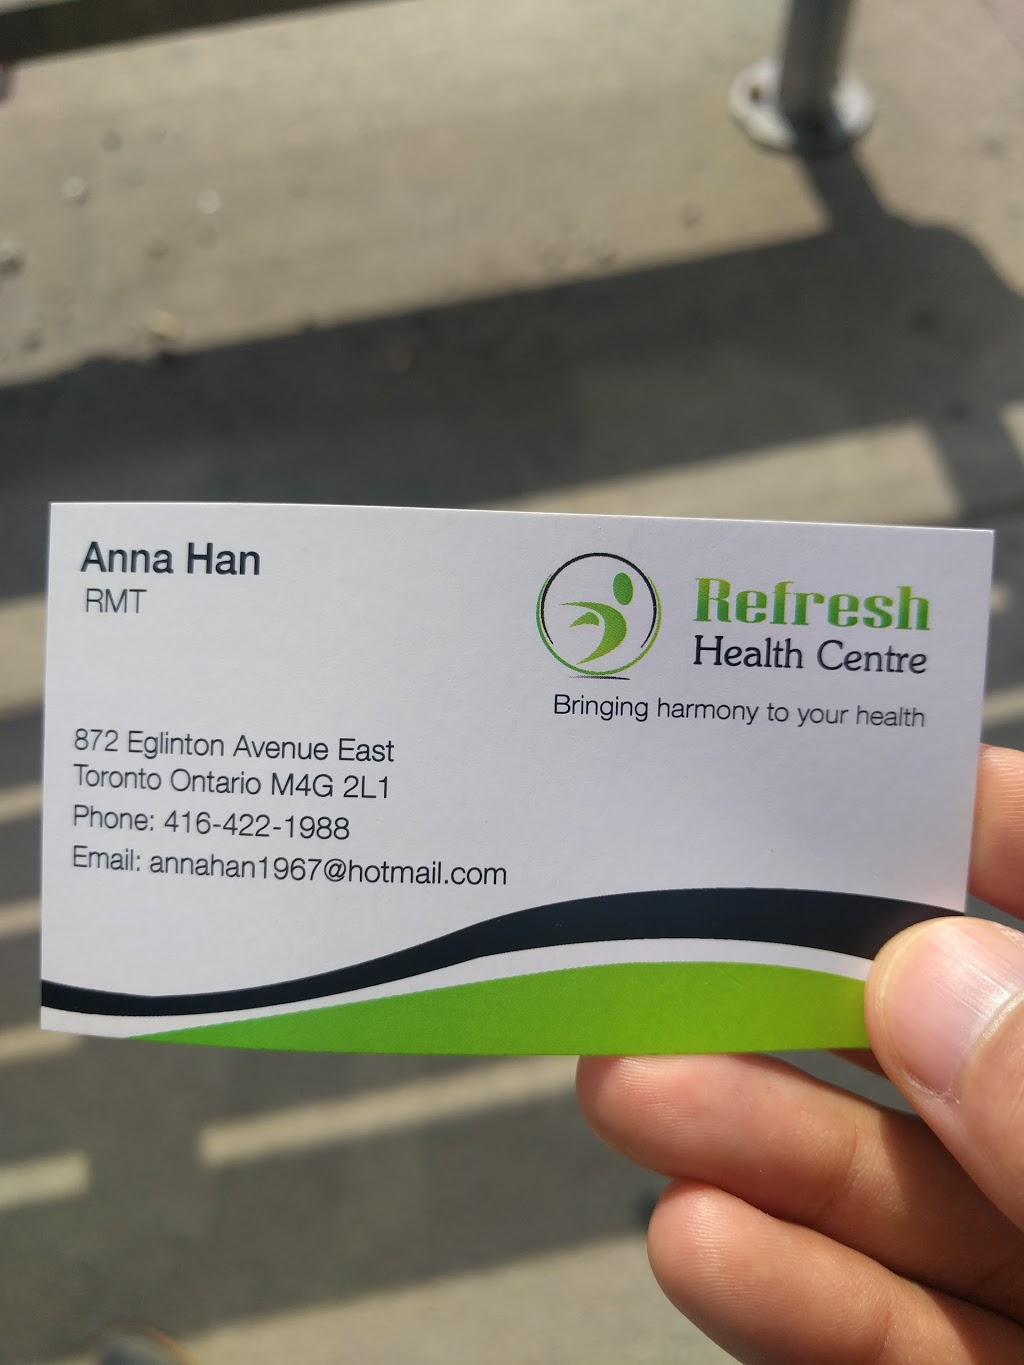 Anna Han
RMT
Refresh
Health Centre
Bringing harmony to your health
872 Eglinton Avenue East
Toronto Ontario M4G 2L1
Phone: 416-422-1988
Email: annahan1967@hotmail.com